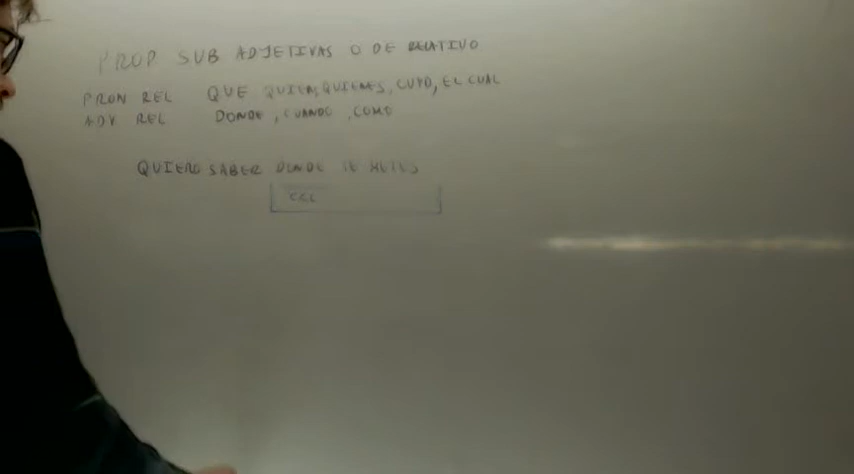 PROP SUB ADJETIVAS O DE RELATIVO
PRON REL QUE QUIEN, QUIENES, CUYO, EL CUAL
ADV REL DONDE, CUANDO, COMO
QUIERO SABER DONDE TE METES